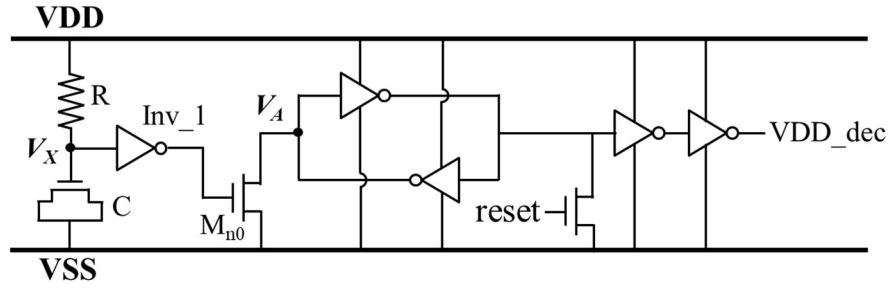 VDD
R
Inv_1
V_A
V_X
VDD_dec
C
M_n0
reset
VSS